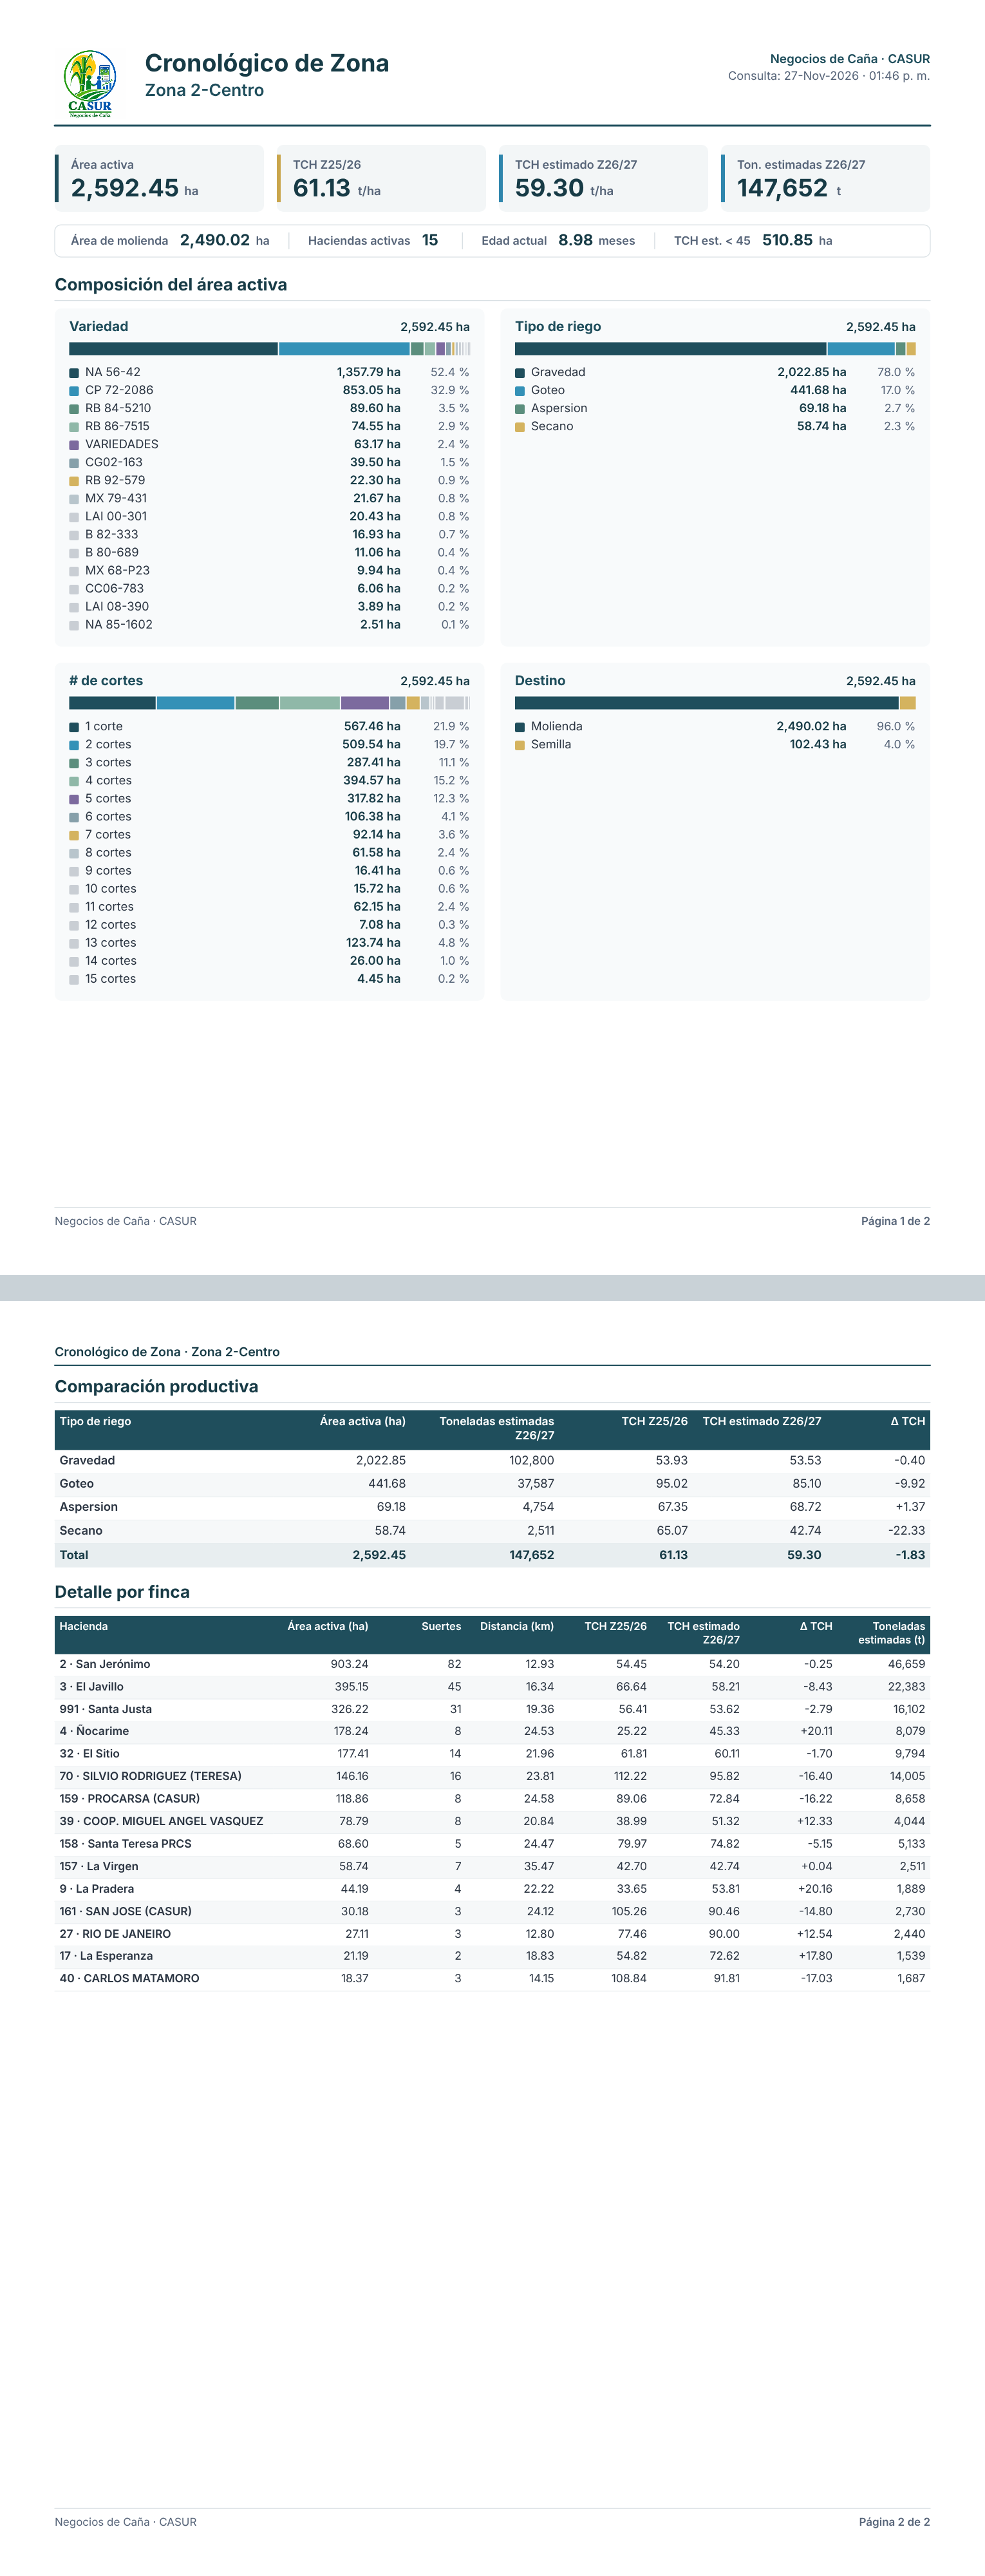 CASUR
Negocios de Caña
Cronológico de Zona
Zona 2-Centro
Negocios de Caña · CASUR
Consulta: 27-Nov-2026 · 01:46 p. m.
Área activa
2,592.45 ha
TCH Z25/26
61.13 t/ha
TCH estimado Z26/27
59.30 t/ha
Ton. estimadas Z26/27
147,652 t
Área de molienda 2,490.02 ha Haciendas activas 15 Edad actual 8.98 meses TCH est. < 45 510.85 ha
Composición del área activa
Variedad 2,592.45 ha
NA 56-42 1,357.79 ha 52.4 %
CP 72-2086 853.05 ha 32.9 %
RB 84-5210 89.60 ha 3.5 %
RB 86-7515 74.55 ha 2.9 %
VARIEDADES 63.17 ha 2.4 %
CG02-163 39.50 ha 1.5 %
RB 92-579 22.30 ha 0.9 %
MX 79-431 21.67 ha 0.8 %
LAI 00-301 20.43 ha 0.8 %
B 82-333 16.93 ha 0.7 %
B 80-689 11.06 ha 0.4 %
MX 68-P23 9.94 ha 0.4 %
CC06-783 6.06 ha 0.2 %
LAI 08-390 3.89 ha 0.2 %
NA 85-1602 2.51 ha 0.1 %
Tipo de riego 2,592.45 ha
Gravedad 2,022.85 ha 78.0 %
Goteo 441.68 ha 17.0 %
Aspersion 69.18 ha 2.7 %
Secano 58.74 ha 2.3 %
# de cortes 2,592.45 ha
1 corte 567.46 ha 21.9 %
2 cortes 509.54 ha 19.7 %
3 cortes 287.41 ha 11.1 %
4 cortes 394.57 ha 15.2 %
5 cortes 317.82 ha 12.3 %
6 cortes 106.38 ha 4.1 %
7 cortes 92.14 ha 3.6 %
8 cortes 61.58 ha 2.4 %
9 cortes 16.41 ha 0.6 %
10 cortes 15.72 ha 0.6 %
11 cortes 62.15 ha 2.4 %
12 cortes 7.08 ha 0.3 %
13 cortes 123.74 ha 4.8 %
14 cortes 26.00 ha 1.0 %
15 cortes 4.45 ha 0.2 %
Destino 2,592.45 ha
Molienda 2,490.02 ha 96.0 %
Semilla 102.43 ha 4.0 %
Negocios de Caña · CASUR Página 1 de 2
Cronológico de Zona · Zona 2-Centro
Comparación productiva
Tipo de riego Área activa (ha) Toneladas estimadas Z26/27 TCH Z25/26 TCH estimado Z26/27 Δ TCH
Gravedad 2,022.85 102,800 53.93 53.53 -0.40
Goteo 441.68 37,587 95.02 85.10 -9.92
Aspersion 69.18 4,754 67.35 68.72 +1.37
Secano 58.74 2,511 65.07 42.74 -22.33
Total 2,592.45 147,652 61.13 59.30 -1.83
Detalle por finca
Hacienda Área activa (ha) Suertes Distancia (km) TCH Z25/26 TCH estimado Z26/27 Δ TCH Toneladas estimadas (t)
2 · San Jerónimo 903.24 82 12.93 54.45 54.20 -0.25 46,659
3 · El Javillo 395.15 45 16.34 66.64 58.21 -8.43 22,383
991 · Santa Justa 326.22 31 19.36 56.41 53.62 -2.79 16,102
4 · Ñocarime 178.24 8 24.53 25.22 45.33 +20.11 8,079
32 · El Sitio 177.41 14 21.96 61.81 60.11 -1.70 9,794
70 · SILVIO RODRIGUEZ (TERESA) 146.16 16 23.81 112.22 95.82 -16.40 14,005
159 · PROCARSA (CASUR) 118.86 8 24.58 89.06 72.84 -16.22 8,658
39 · COOP. MIGUEL ANGEL VASQUEZ 78.79 8 20.84 38.99 51.32 +12.33 4,044
158 · Santa Teresa PRCS 68.60 5 24.47 79.97 74.82 -5.15 5,133
157 · La Virgen 58.74 7 35.47 42.70 42.74 +0.04 2,511
9 · La Pradera 44.19 4 22.22 33.65 53.81 +20.16 1,889
161 · SAN JOSE (CASUR) 30.18 3 24.12 105.26 90.46 -14.80 2,730
27 · RIO DE JANEIRO 27.11 3 12.80 77.46 90.00 +12.54 2,440
17 · La Esperanza 21.19 2 18.83 54.82 72.62 +17.80 1,539
40 · CARLOS MATAMORO 18.37 3 14.15 108.84 91.81 -17.03 1,687
Negocios de Caña · CASUR Página 2 de 2